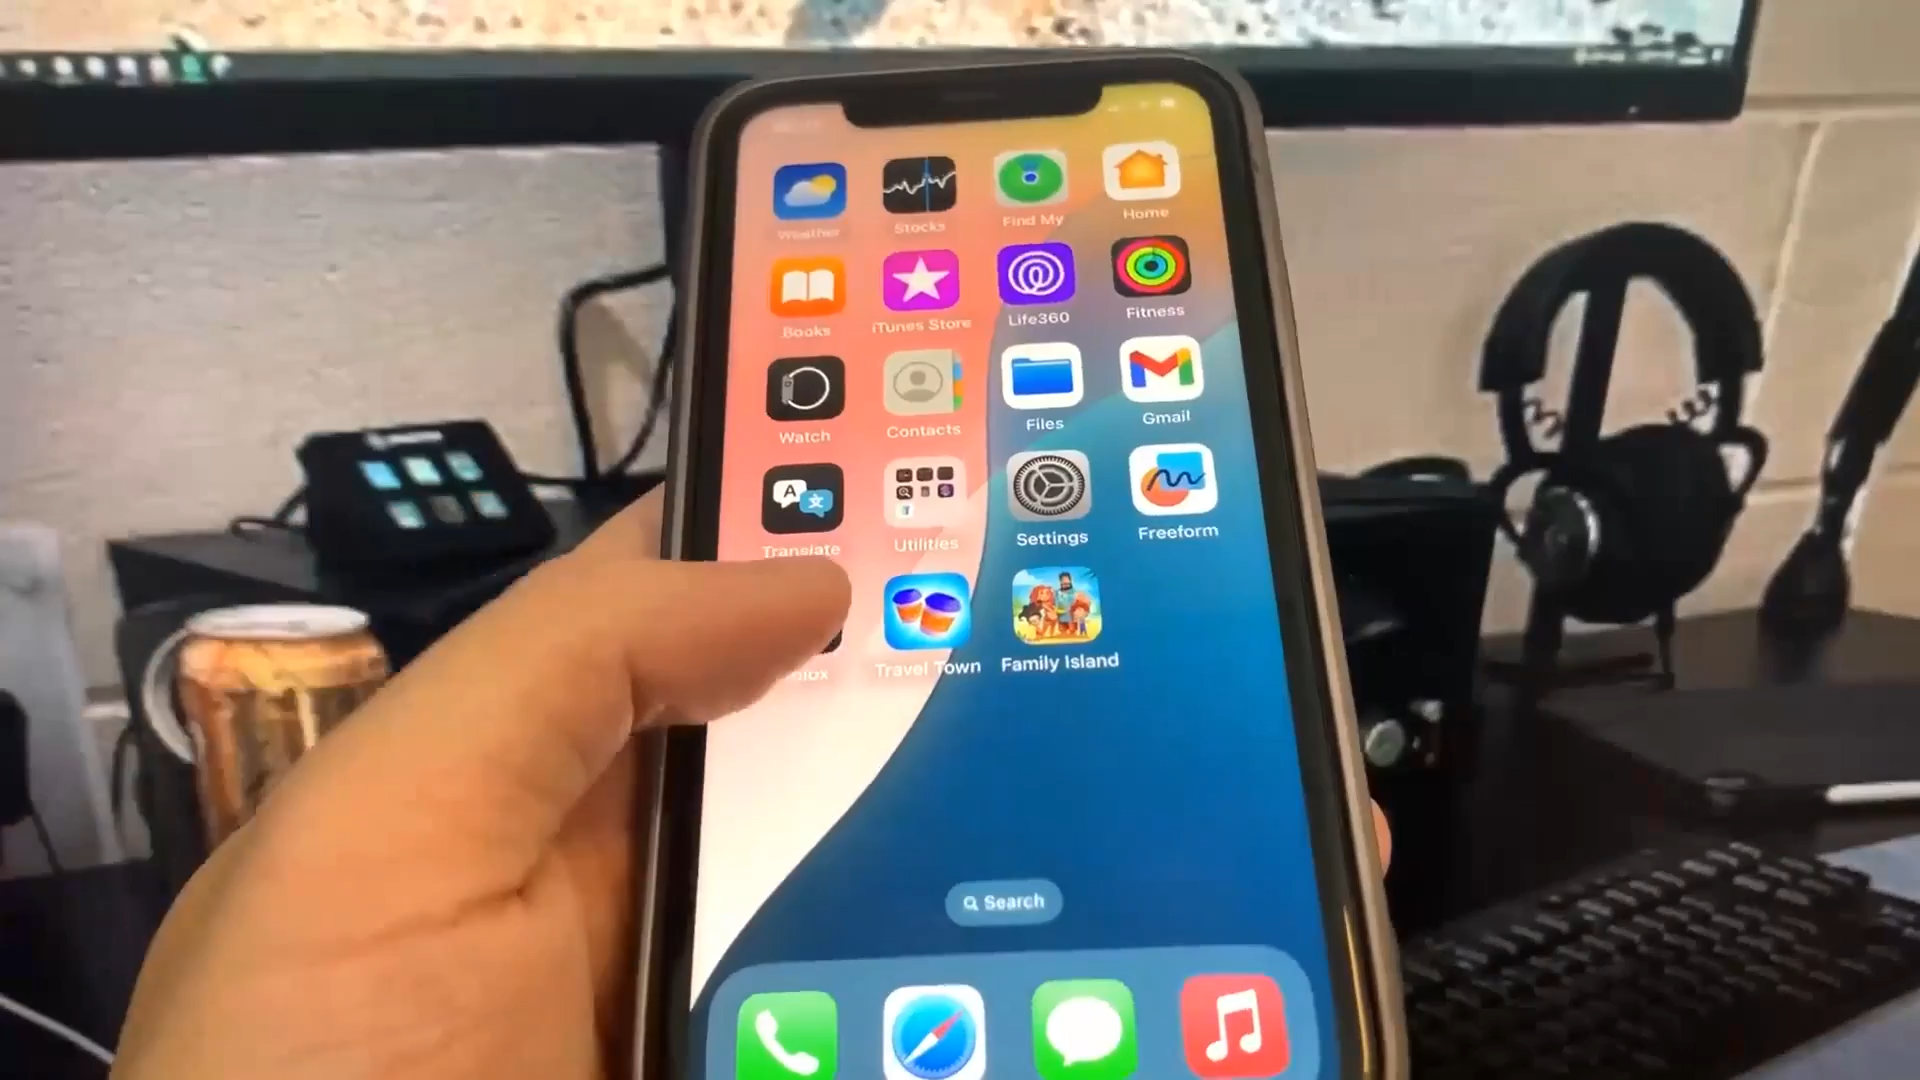 Weather Stocks Find My Home
Books iTunes Store Life360 Fitness
Watch Contacts Files Gmail
Translate Utilities Settings Freeform
Travel Town Family Island
Search